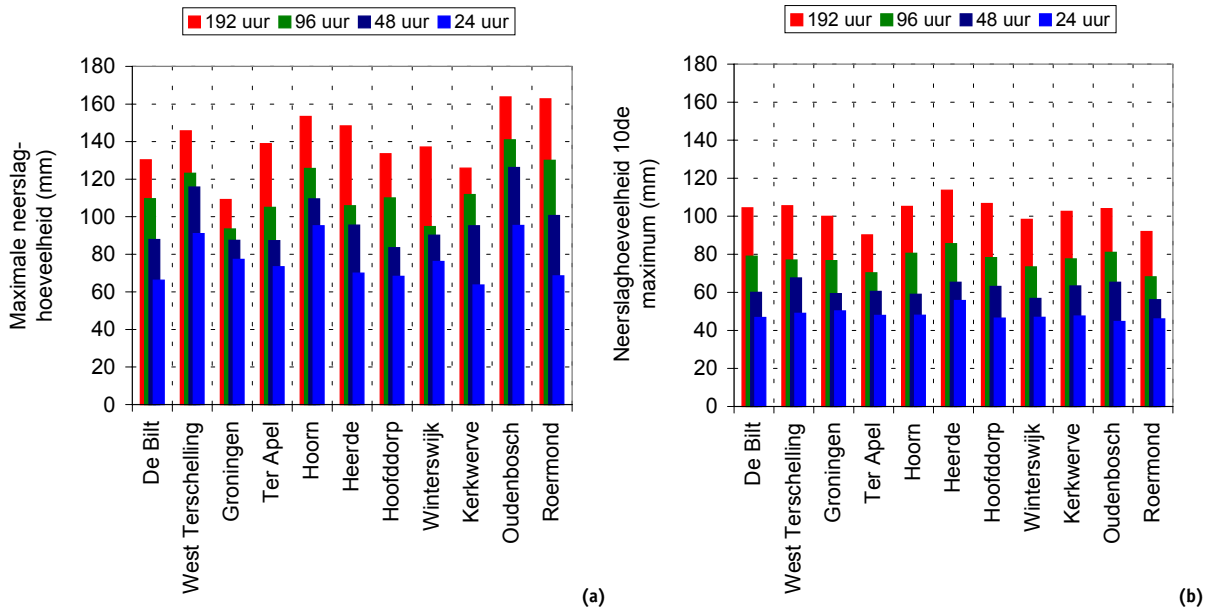 192 uur 96 uur 48 uur 24 uur
Maximale neerslag-
hoeveelheid (mm)
180
160
140
120
100
80
60
40
20
0
De Bilt
West Terschelling
Groningen
Ter Apel
Hoorn
Heerde
Hoofddorp
Winterswijk
Kerkwerve
Oudenbosch
Roermond
(a)
192 uur 96 uur 48 uur 24 uur
Neerslaghoeveelheid 10de
maximum (mm)
180
160
140
120
100
80
60
40
20
0
De Bilt
West Terschelling
Groningen
Ter Apel
Hoorn
Heerde
Hoofddorp
Winterswijk
Kerkwerve
Oudenbosch
Roermond
(b)